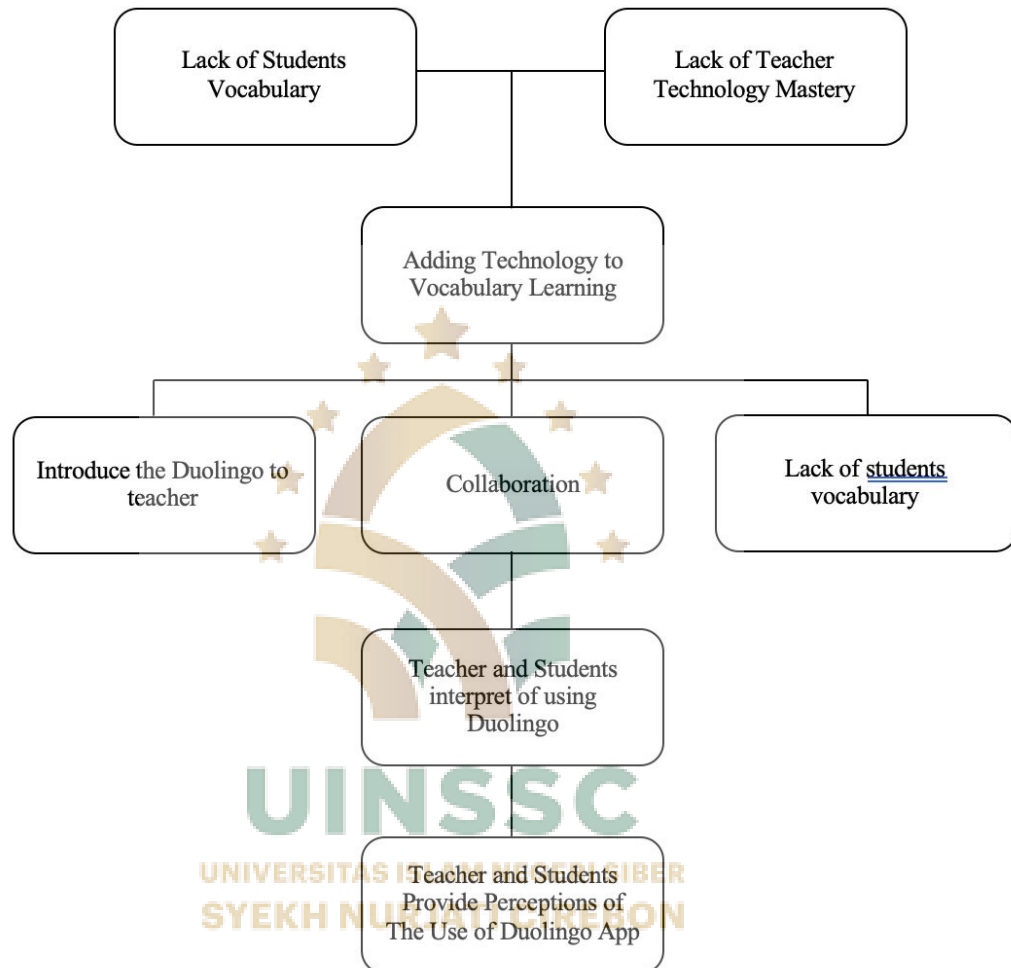 Lack of Students
Vocabulary
Lack of Teacher
Technology Mastery
Adding Technology to
Vocabulary Learning
Introduce the Duolingo to
teacher
Collaboration
Lack of students
vocabulary
Teacher and Students
interpret of using
Duolingo
UINSSC
UNIVERSITAS ISLAM NEGERI SIBER
SYEKH NURJATI CIREBON
Teacher and Students
Provide Perceptions of
The Use of Duolingo App